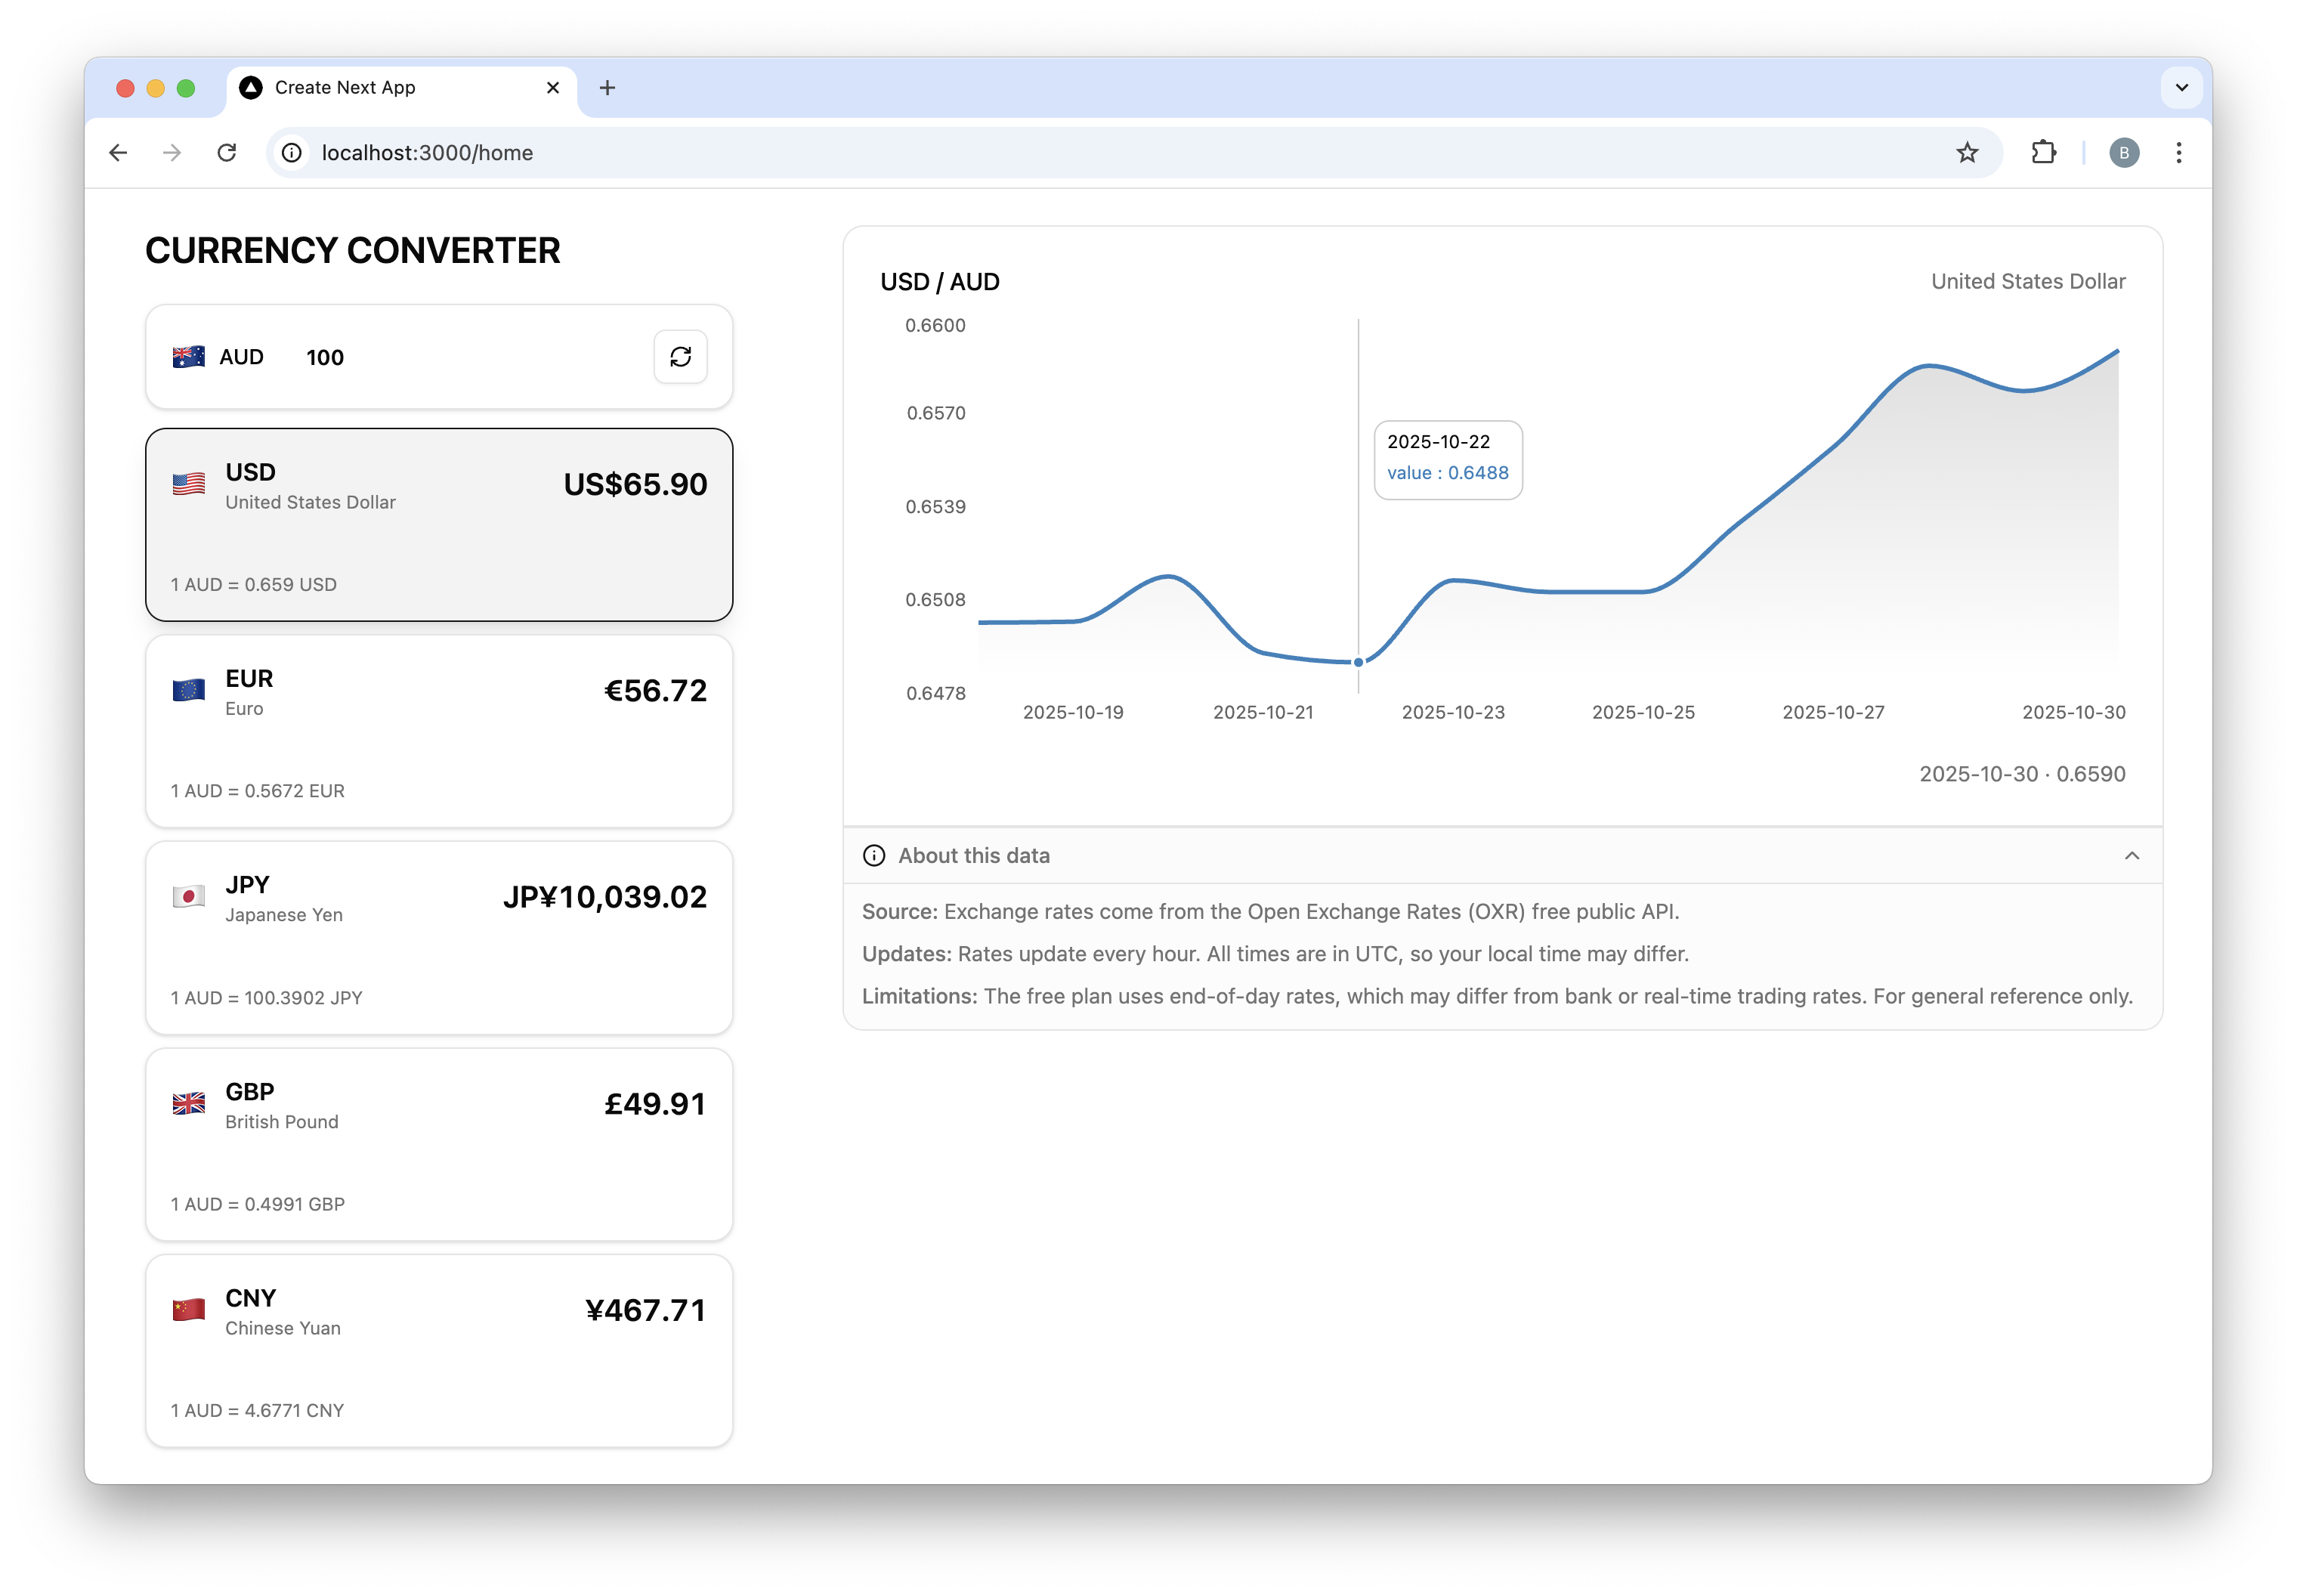 Create Next App
localhost:3000/home
B
CURRENCY CONVERTER
AUD 100
USD
United States Dollar
US$65.90
1 AUD = 0.659 USD
EUR
Euro
€56.72
1 AUD = 0.5672 EUR
JPY
Japanese Yen
JP¥10,039.02
1 AUD = 100.3902 JPY
GBP
British Pound
£49.91
1 AUD = 0.4991 GBP
CNY
Chinese Yuan
¥467.71
1 AUD = 4.6771 CNY
USD / AUD
United States Dollar
0.6600
0.6570
0.6539
0.6508
0.6478
2025-10-22
value : 0.6488
2025-10-19 2025-10-21 2025-10-23 2025-10-25 2025-10-27 2025-10-30
2025-10-30 · 0.6590
About this data
Source: Exchange rates come from the Open Exchange Rates (OXR) free public API.
Updates: Rates update every hour. All times are in UTC, so your local time may differ.
Limitations: The free plan uses end-of-day rates, which may differ from bank or real-time trading rates. For general reference only.